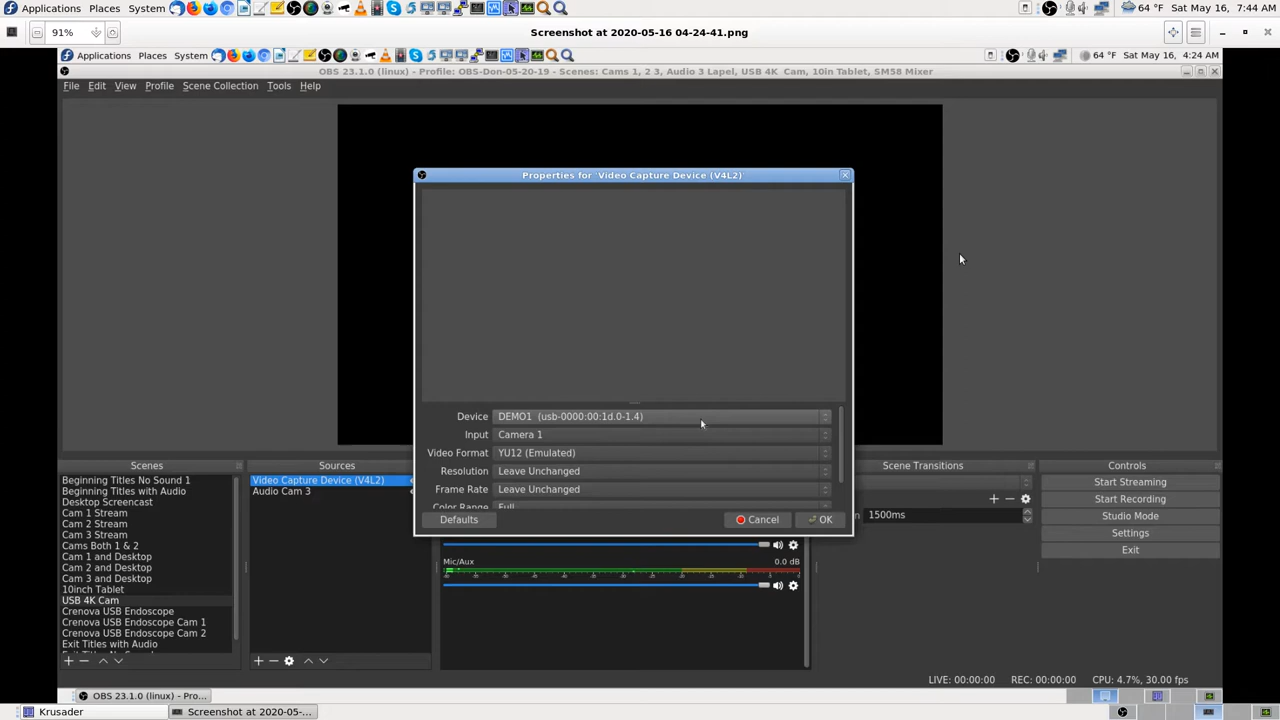 Applications Places System 64 °F Sat May 16, 7:44 AM
91% Screenshot at 2020-05-16 04-24-41.png
Applications Places System 64 °F Sat May 16, 4:24 AM
OBS 23.1.0 (linux) - Profile: OBS-Don-05-20-19 - Scenes: Cams 1, 2 3, Audio 3 Lapel, USB 4K Cam, 10in Tablet, SM58 Mixer
File Edit View Profile Scene Collection Tools Help
Properties for 'Video Capture Device (V4L2)'
Device DEMO1 (usb-0000:00:1d.0-1.4)
Input Camera 1
Video Format YU12 (Emulated)
Resolution Leave Unchanged
Frame Rate Leave Unchanged
Color Range Full
Defaults Cancel OK
Scenes
Beginning Titles No Sound 1
Beginning Titles with Audio
Desktop Screencast
Cam 1 Stream
Cam 2 Stream
Cam 3 Stream
Cams Both 1 & 2
Cam 1 and Desktop
Cam 2 and Desktop
Cam 3 and Desktop
10inch Tablet
USB 4K Cam
Crenova USB Endoscope
Crenova USB Endoscope Cam 1
Crenova USB Endoscope Cam 2
Exit Titles with Audio
Sources
Video Capture Device (V4L2)
Audio Cam 3
Mic/Aux 0.0 dB
Scene Transitions
1500ms
Controls
Start Streaming
Start Recording
Studio Mode
Settings
Exit
LIVE: 00:00:00 REC: 00:00:00 CPU: 4.7%, 30.00 fps
OBS 23.1.0 (linux) - Pro...
Krusader Screenshot at 2020-05-...